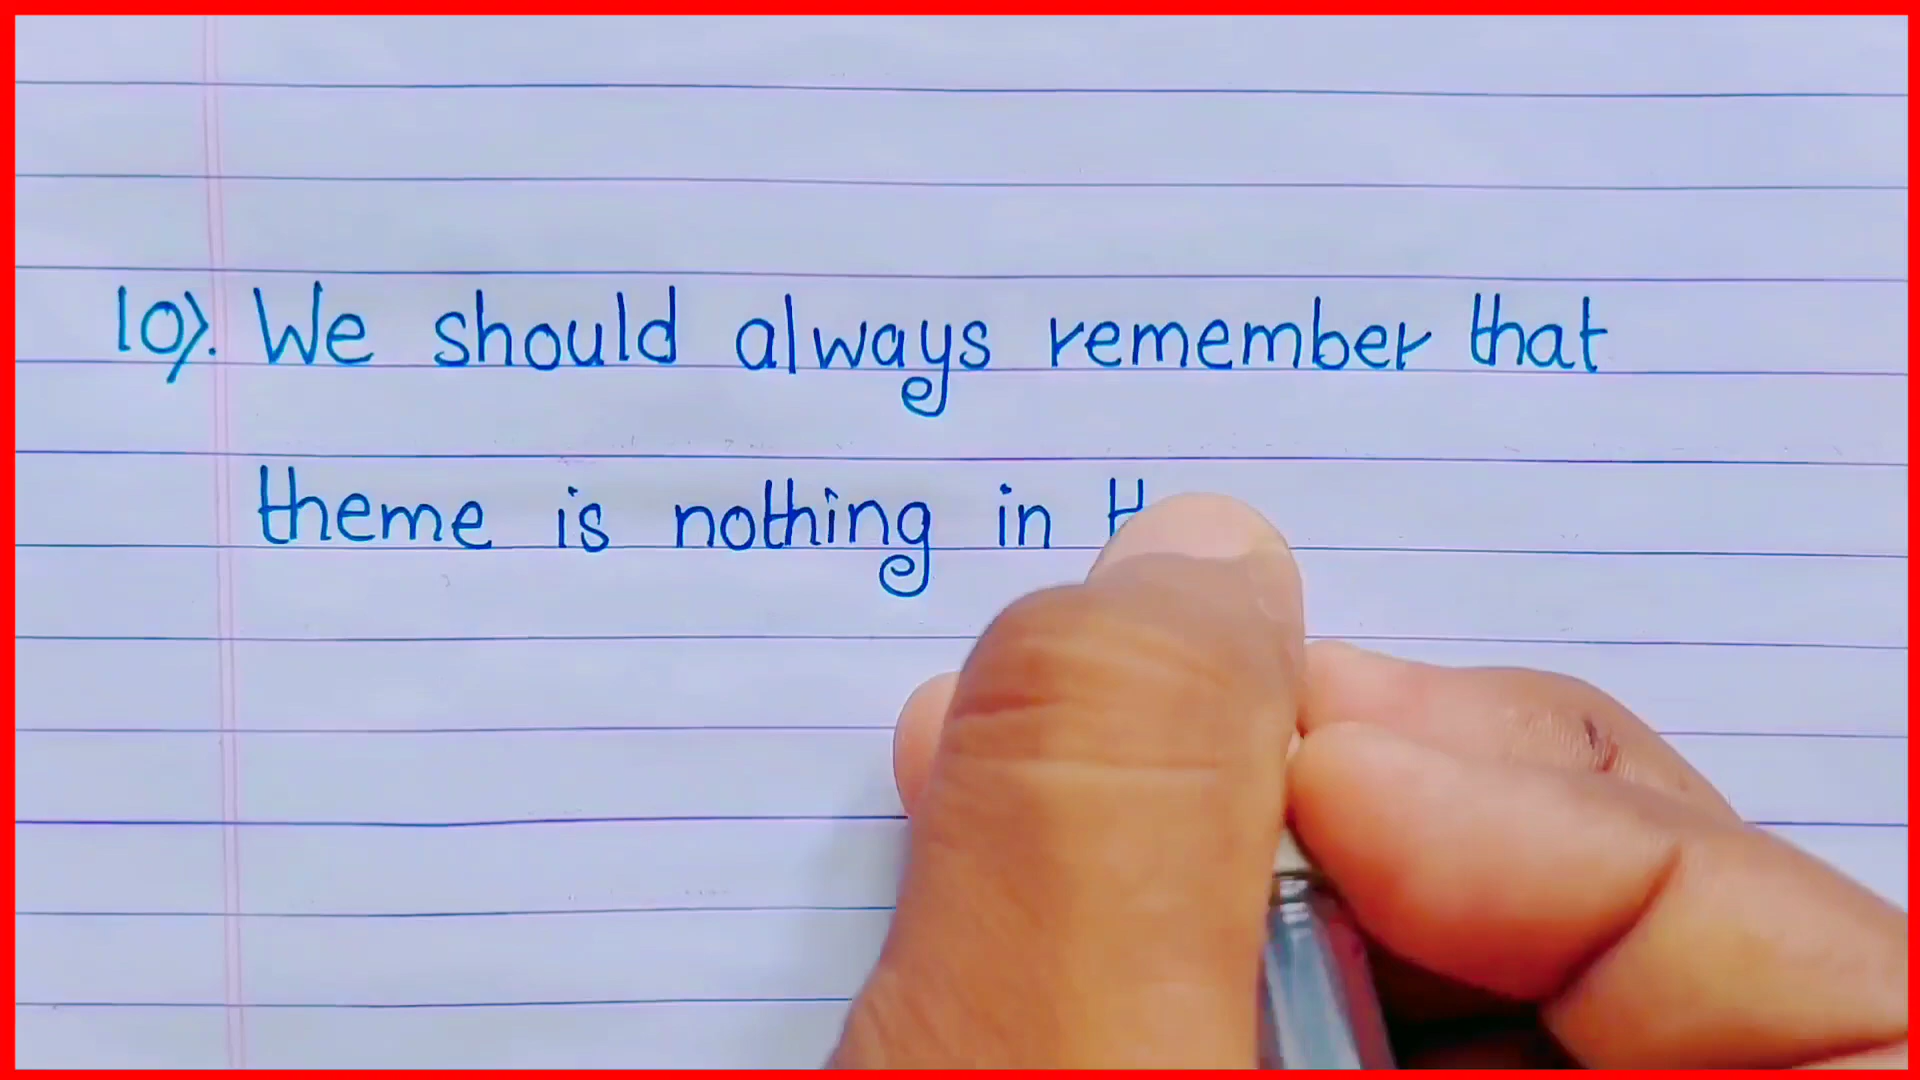 10). We should always remember that
theme is nothing in